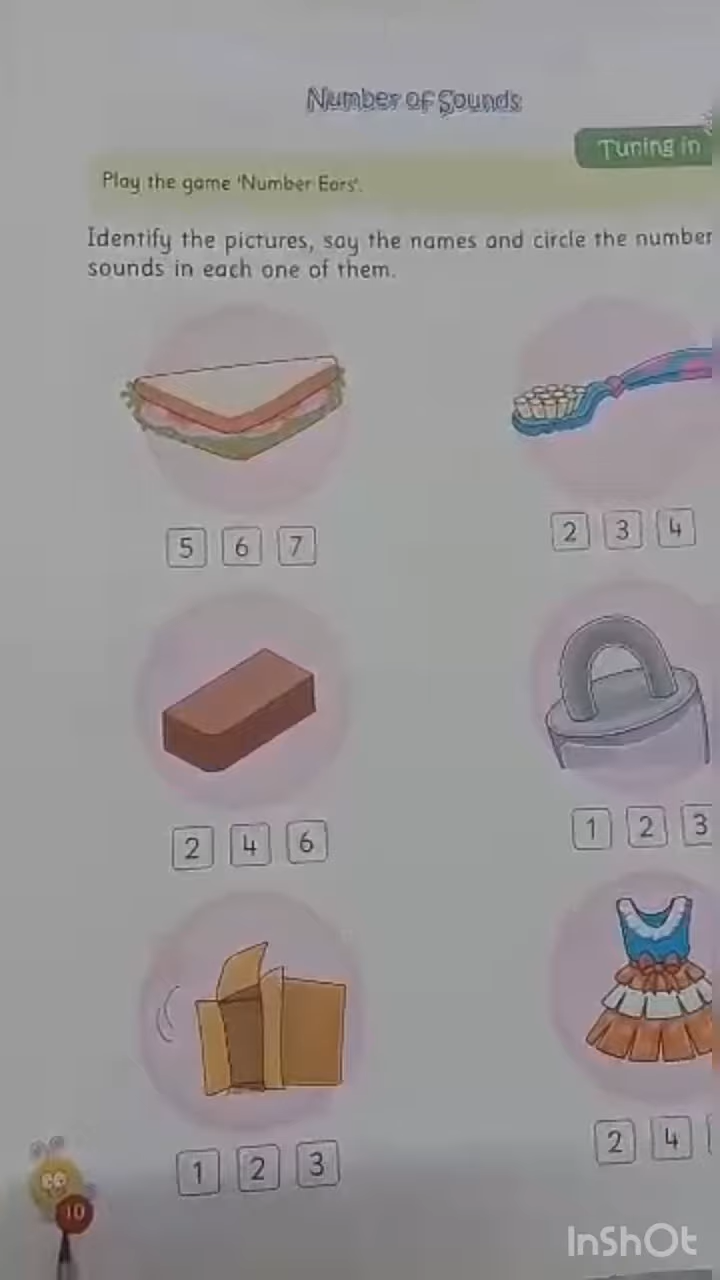 Number of Sounds
Tuning in
Play the game 'Number Ears'.
Identify the pictures, say the names and circle the number
sounds in each one of them.
5 6 7
2 3 4
2 4 6
1 2 3
1 2 3
2 4
10
InShOt